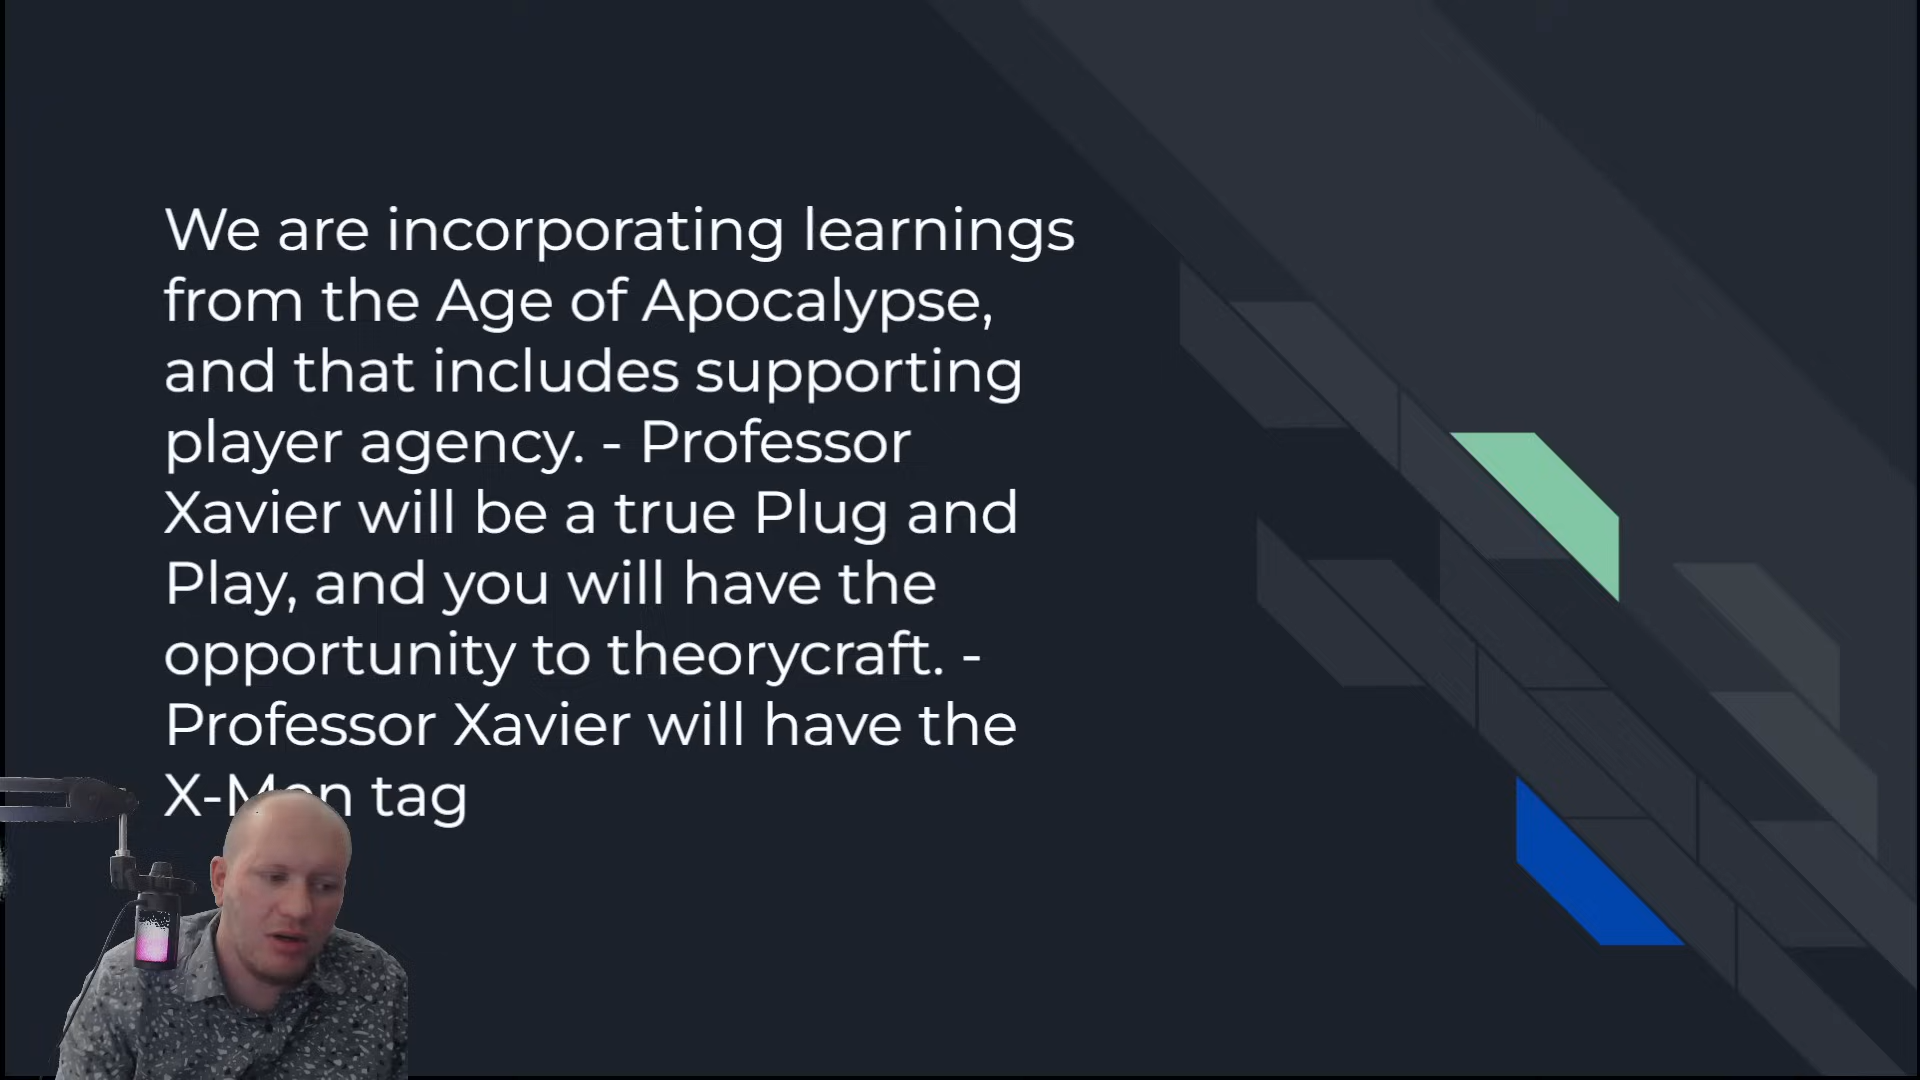 We are incorporating learnings
from the Age of Apocalypse,
and that includes supporting
player agency. - Professor
Xavier will be a true Plug and
Play, and you will have the
opportunity to theorycraft. -
Professor Xavier will have the
X-Men tag